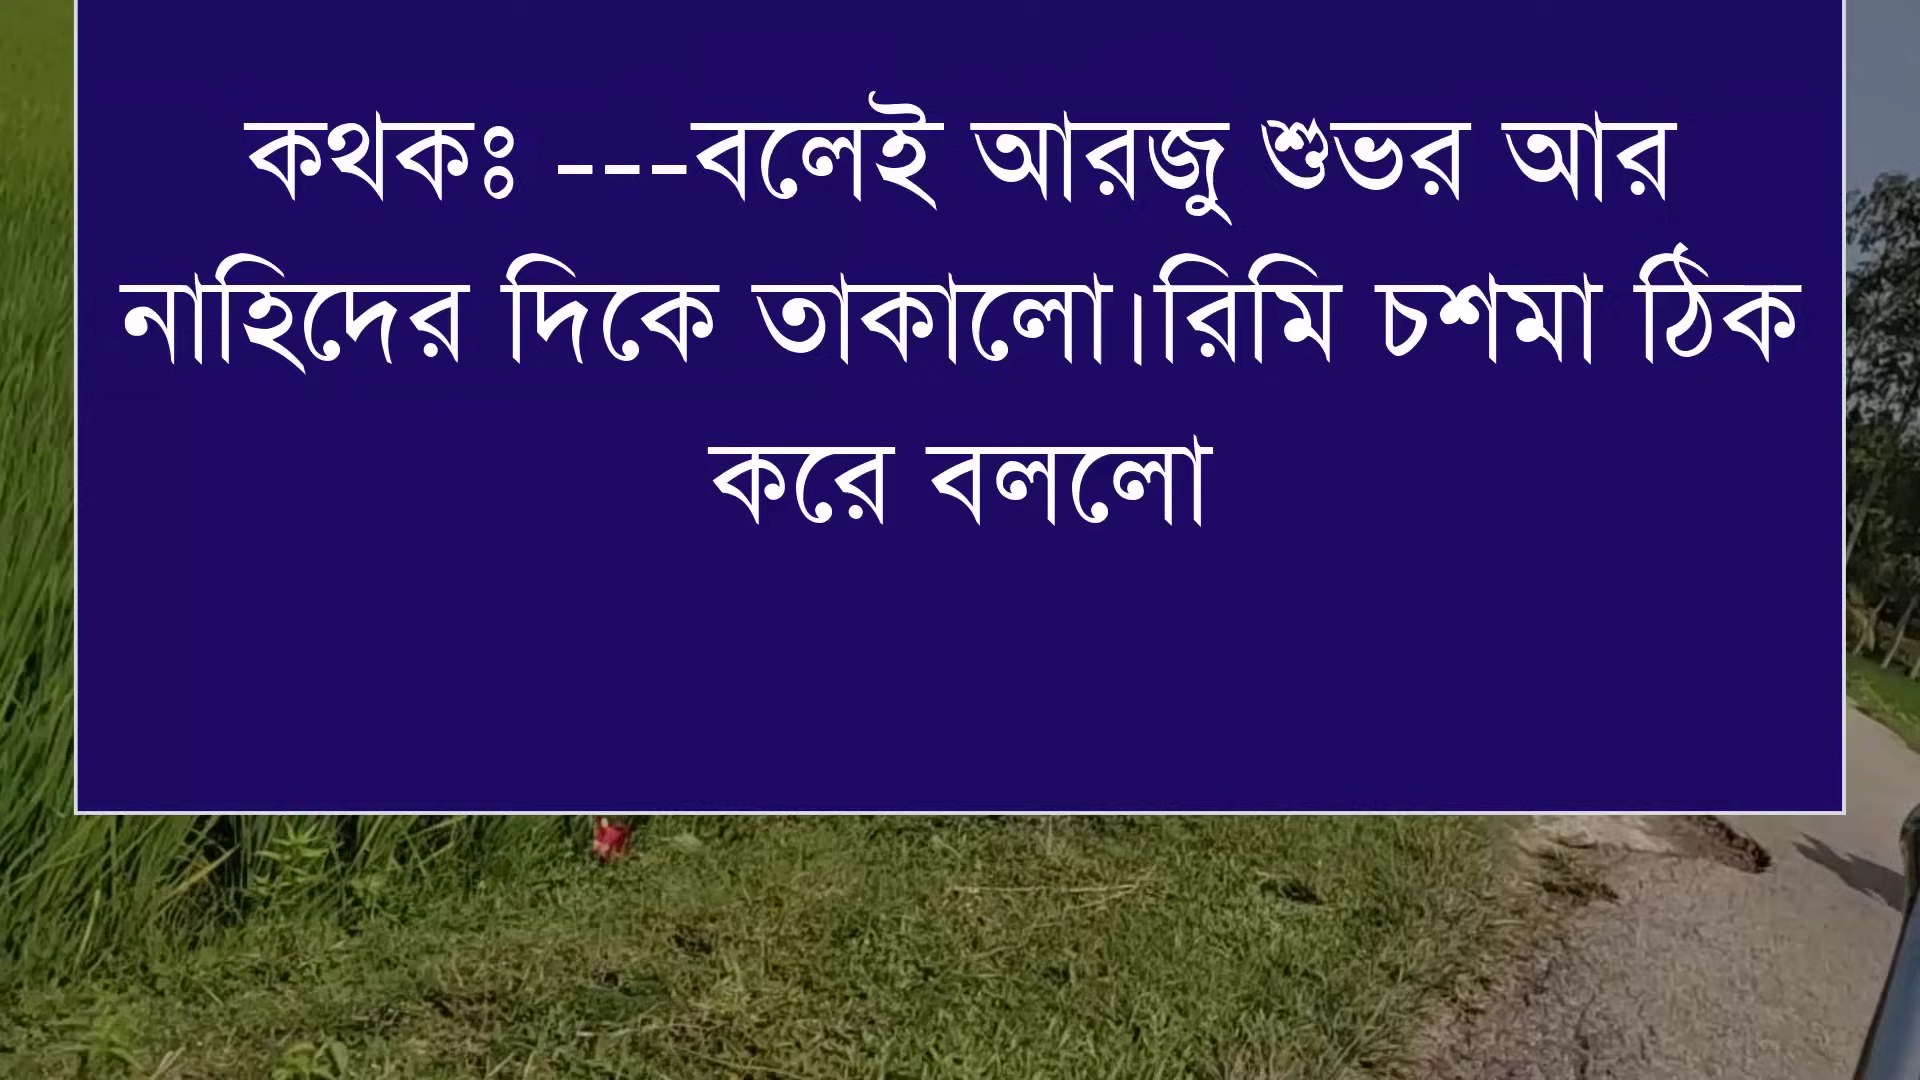 কথকঃ ---বলেই আরজু শুভর আর
নাহিদের দিকে তাকালো।রিমি চশমা ঠিক
করে বললো